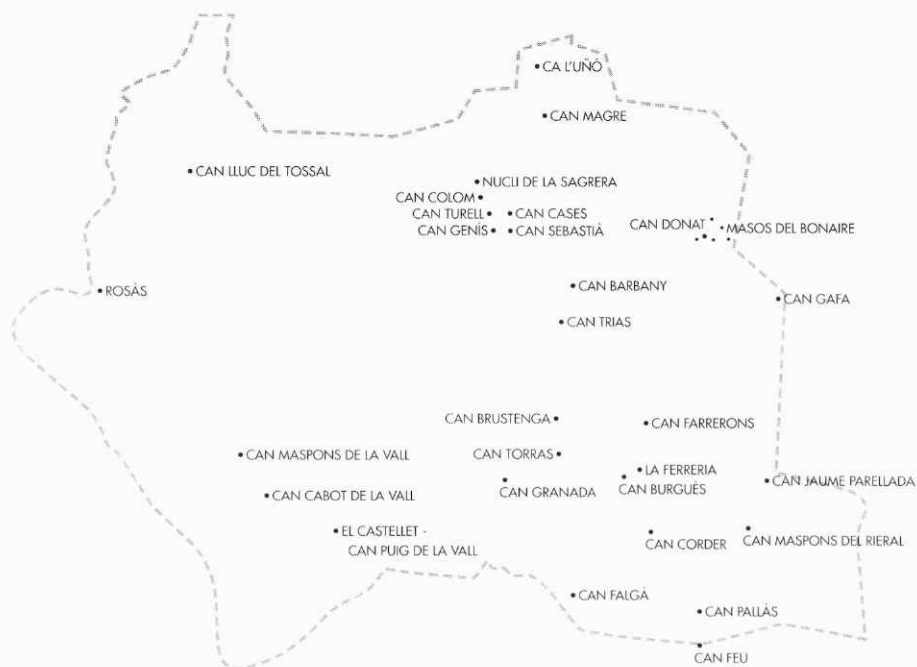 CA L'UÑÓ
CAN MAGRE
CAN LLUC DEL TOSSAL
NUCLI DE LA SAGRERA
CAN COLOM
CAN TURELL
CAN CASES
CAN GENÍS
CAN SEBASTIÀ
CAN DONAT
MASOS DEL BONAIRE
ROSÀS
CAN BARBANY
CAN GAFA
CAN TRIAS
CAN BRUSTENGA
CAN FARRERONS
CAN MASPONS DE LA VALL
CAN TORRAS
LA FERRERIA
CAN JAUME PARELLADA
CAN GRANADA
CAN BURGUÈS
CAN CABOT DE LA VALL
EL CASTELLET -
CAN PUIG DE LA VALL
CAN CORDER
CAN MASPONS DEL RIERAL
CAN FALGÀ
CAN PALLÀS
CAN FEU